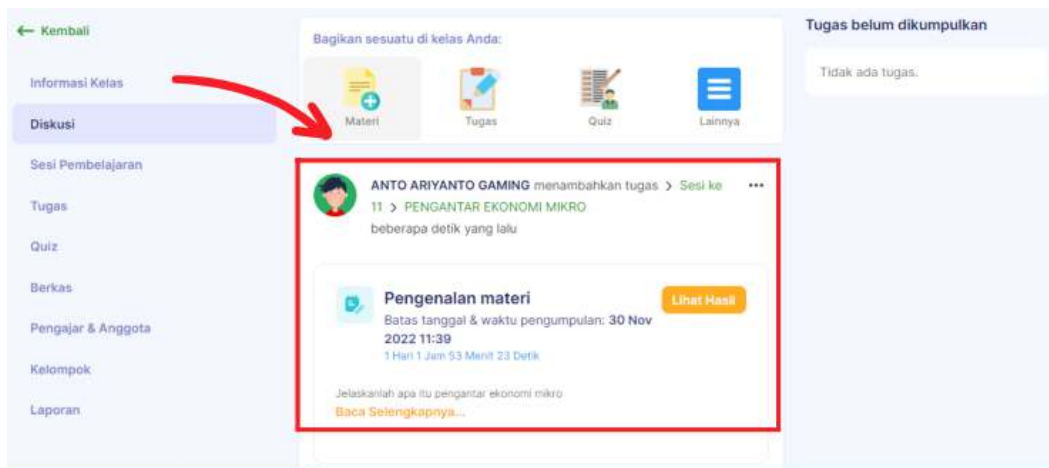 ← Kembali
Informasi Kelas
Diskusi
Sesi Pembelajaran
Tugas
Quiz
Berkas
Pengajar & Anggota
Kelompok
Laporan
Bagikan sesuatu di kelas Anda:
Materi Tugas Quiz Lainnya
ANTO ARIYANTO GAMING menambahkan tugas > Sesi ke
11 > PENGANTAR EKONOMI MIKRO
beberapa detik yang lalu
Pengenalan materi
Lihat Hasil
Batas tanggal & waktu pengumpulan: 30 Nov
2022 11:39
1 Hari 1 Jam 53 Menit 23 Detik
Jelaskanlah apa itu pengantar ekonomi mikro
Baca Selengkapnya...
Tugas belum dikumpulkan
Tidak ada tugas.